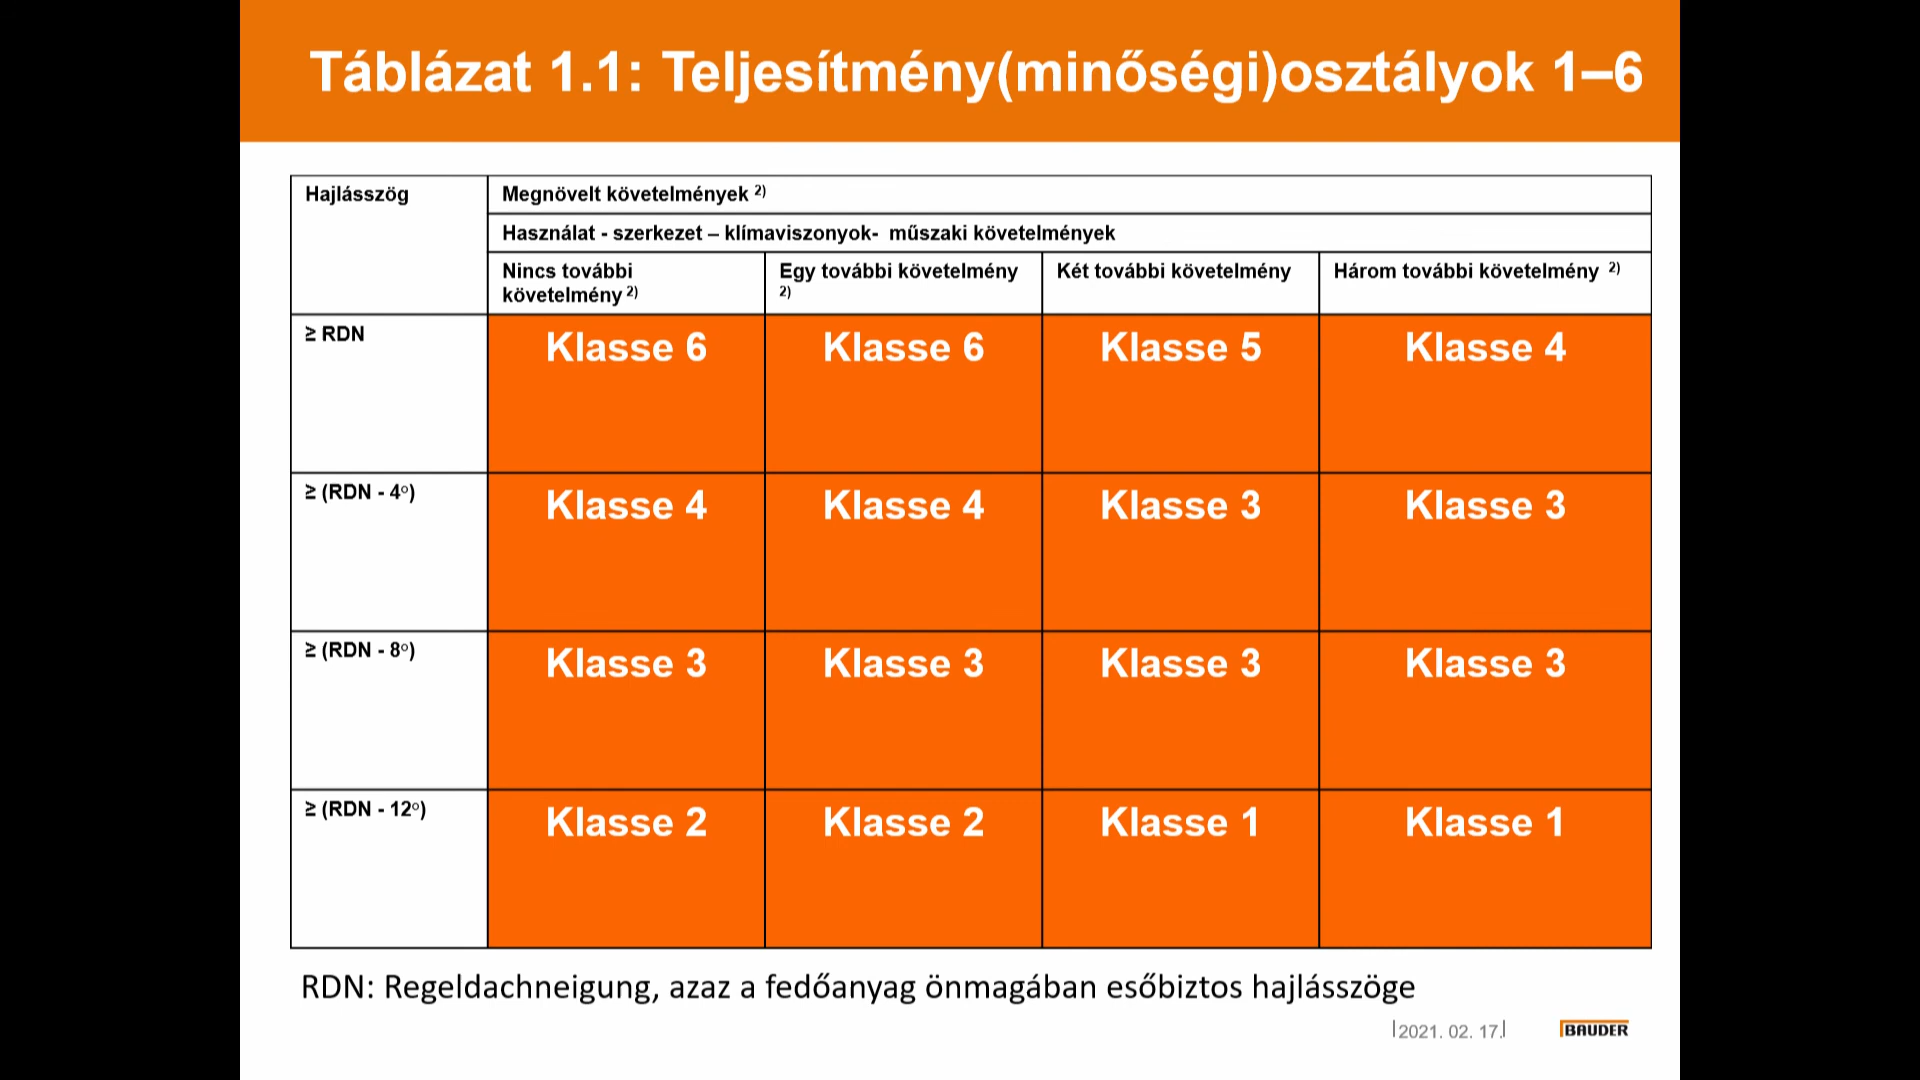 Táblázat 1.1: Teljesítmény(minőségi)osztályok 1–6
Hajlásszög
Megnövelt követelmények 2)
Használat - szerkezet – klímaviszonyok- műszaki követelmények
Nincs további
követelmény 2)
Egy további követelmény
2)
Két további követelmény
Három további követelmény 2)
≥ RDN
Klasse 6
Klasse 6
Klasse 5
Klasse 4
≥ (RDN - 4°)
Klasse 4
Klasse 4
Klasse 3
Klasse 3
≥ (RDN - 8°)
Klasse 3
Klasse 3
Klasse 3
Klasse 3
≥ (RDN - 12°)
Klasse 2
Klasse 2
Klasse 1
Klasse 1
RDN: Regeldachneigung, azaz a fedőanyag önmagában esőbiztos hajlásszöge
|2021. 02. 17.|
BAUDER